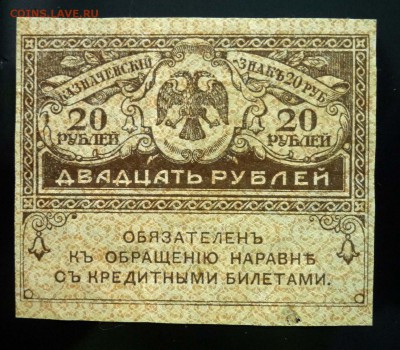 COINS.LAVE.RU
КАЗНАЧЕЙСКІЙ ЗНАКЪ 20 РУБ.
20 20
РУБЛЕЙ РУБЛЕЙ
ДВАДЦАТЬ РУБЛЕЙ
ОБЯЗАТЕЛЕНЪ
КЪ ОБРАЩЕНІЮ НАРАВНѢ
СЪ КРЕДИТНЫМИ БИЛЕТАМИ.